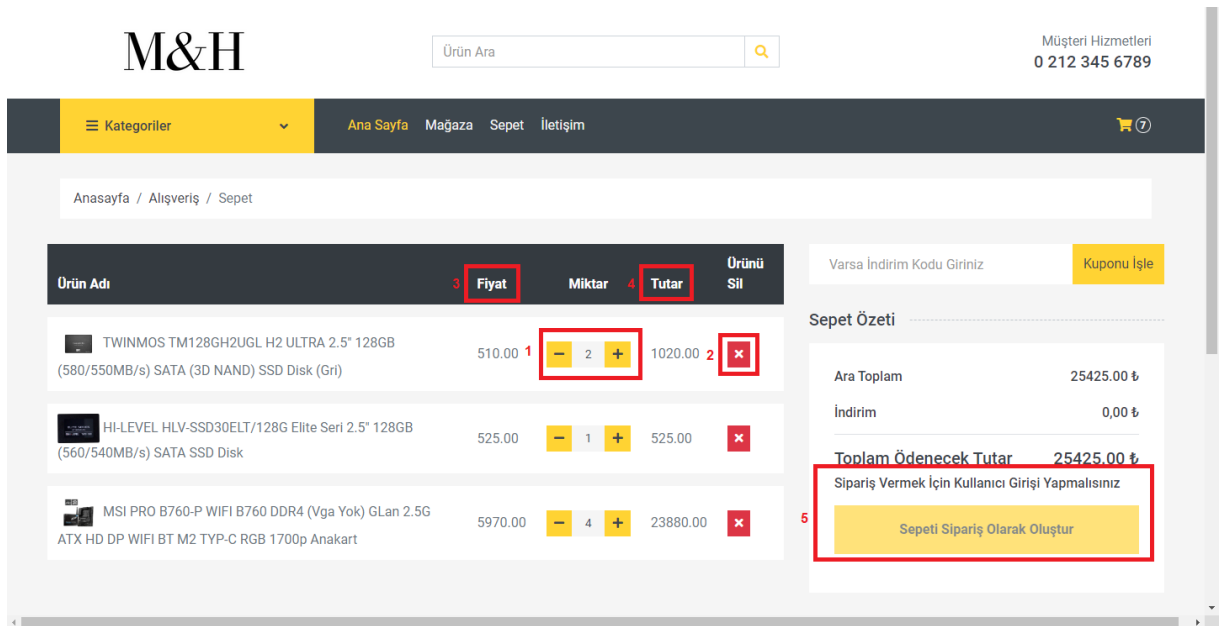 M&H
Ürün Ara
Müşteri Hizmetleri
0 212 345 6789
Kategoriler
Ana Sayfa Mağaza Sepet İletişim
7
Anasayfa / Alışveriş / Sepet
Ürün Adı
3 Fiyat
Miktar
4 Tutar
Ürünü
Sil
TWINMOS TM128GH2UGL H2 ULTRA 2.5" 128GB
(580/550MB/s) SATA (3D NAND) SSD Disk (Gri)
510.00 1 − 2 + 1020.00 2 ×
HI-LEVEL HLV-SSD30ELT/128G Elite Seri 2.5" 128GB
(560/540MB/s) SATA SSD Disk
525.00 − 1 + 525.00 ×
MSI PRO B760-P WIFI B760 DDR4 (Vga Yok) GLan 2.5G
ATX HD DP WIFI BT M2 TYP-C RGB 1700p Anakart
5970.00 − 4 + 23880.00 ×
Varsa İndirim Kodu Giriniz
Kuponu İşle
Sepet Özeti
Ara Toplam 25425.00 ₺
İndirim 0,00 ₺
Toplam Ödenecek Tutar 25425.00 ₺
Sipariş Vermek İçin Kullanıcı Girişi Yapmalısınız
5 Sepeti Sipariş Olarak Oluştur